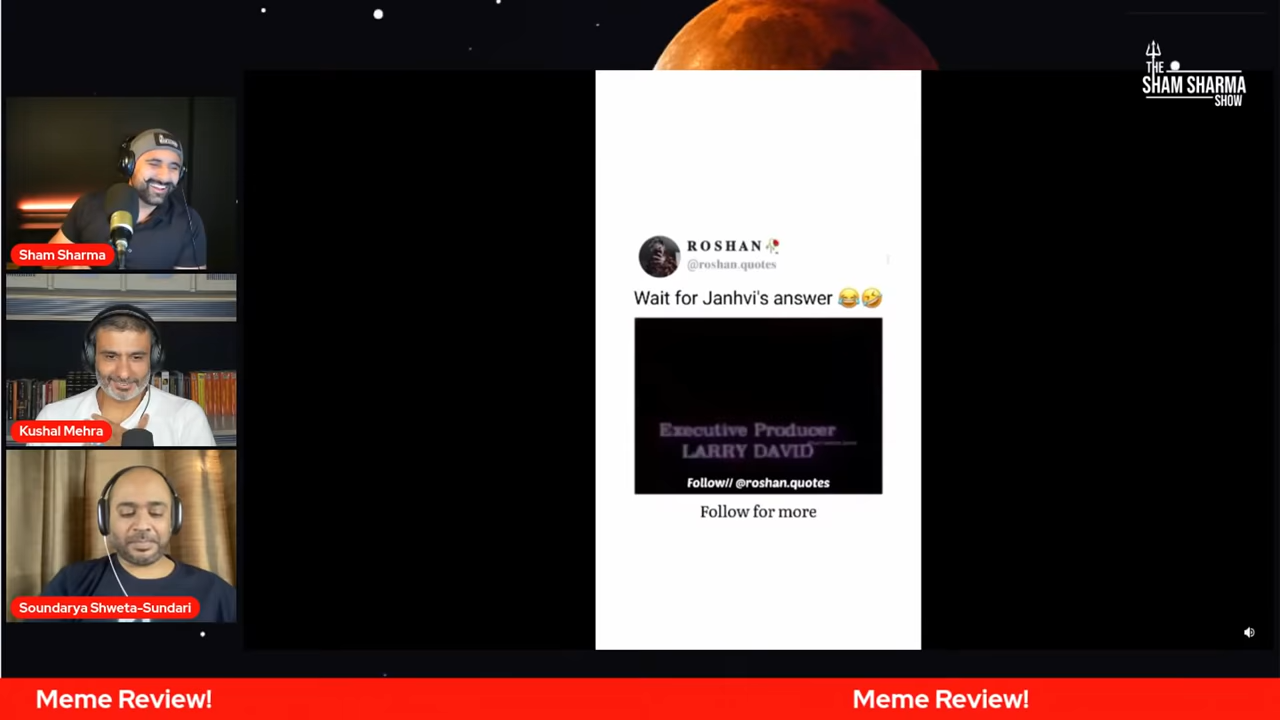 THE
SHAM SHARMA
SHOW
Sham Sharma
Kushal Mehra
Soundarya Shweta-Sundari
ROSHAN🥀
@roshan.quotes
Wait for Janhvi's answer 😂🤣
Executive Producer
LARRY DAVID
Follow// @roshan.quotes
Follow for more
Meme Review!
Meme Review!